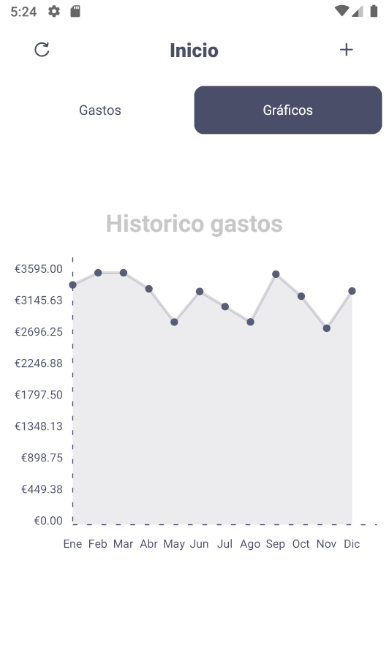 5:24
Inicio
Gastos
Gráficos
Historico gastos
€3595.00
€3145.63
€2696.25
€2246.88
€1797.50
€1348.13
€898.75
€449.38
€0.00
Ene Feb Mar Abr May Jun Jul Ago Sep Oct Nov Dic